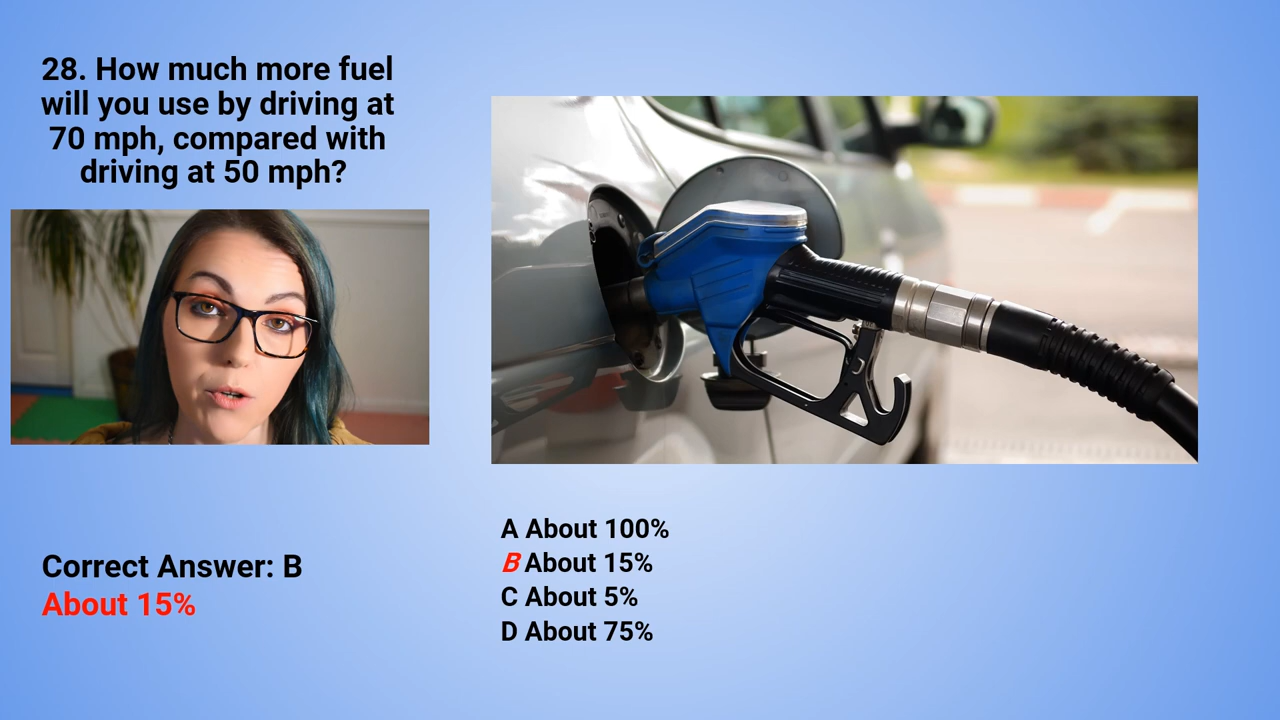 28. How much more fuel
will you use by driving at
70 mph, compared with
driving at 50 mph?
Correct Answer: B
About 15%
A About 100%
B About 15%
C About 5%
D About 75%